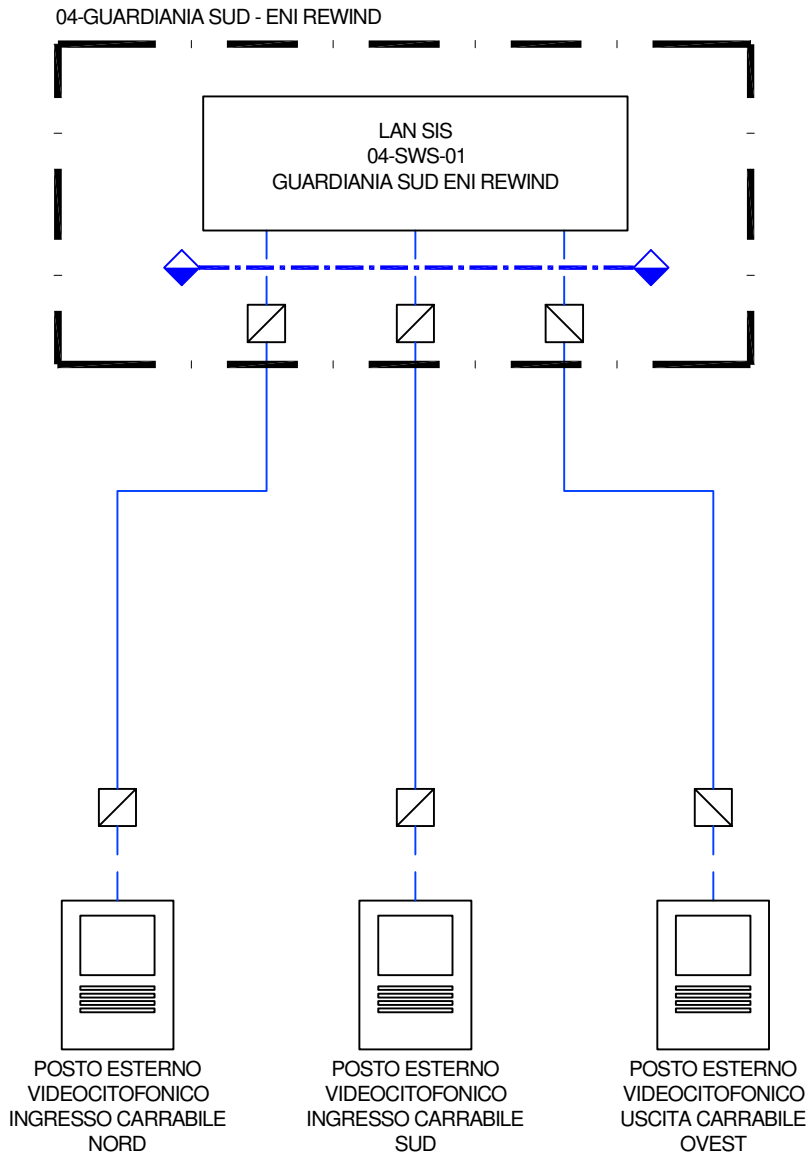 04-GUARDIANIA SUD - ENI REWIND
LAN SIS
04-SWS-01
GUARDIANIA SUD ENI REWIND
POSTO ESTERNO
VIDEOCITOFONICO
INGRESSO CARRABILE
NORD
POSTO ESTERNO
VIDEOCITOFONICO
INGRESSO CARRABILE
SUD
POSTO ESTERNO
VIDEOCITOFONICO
USCITA CARRABILE
OVEST